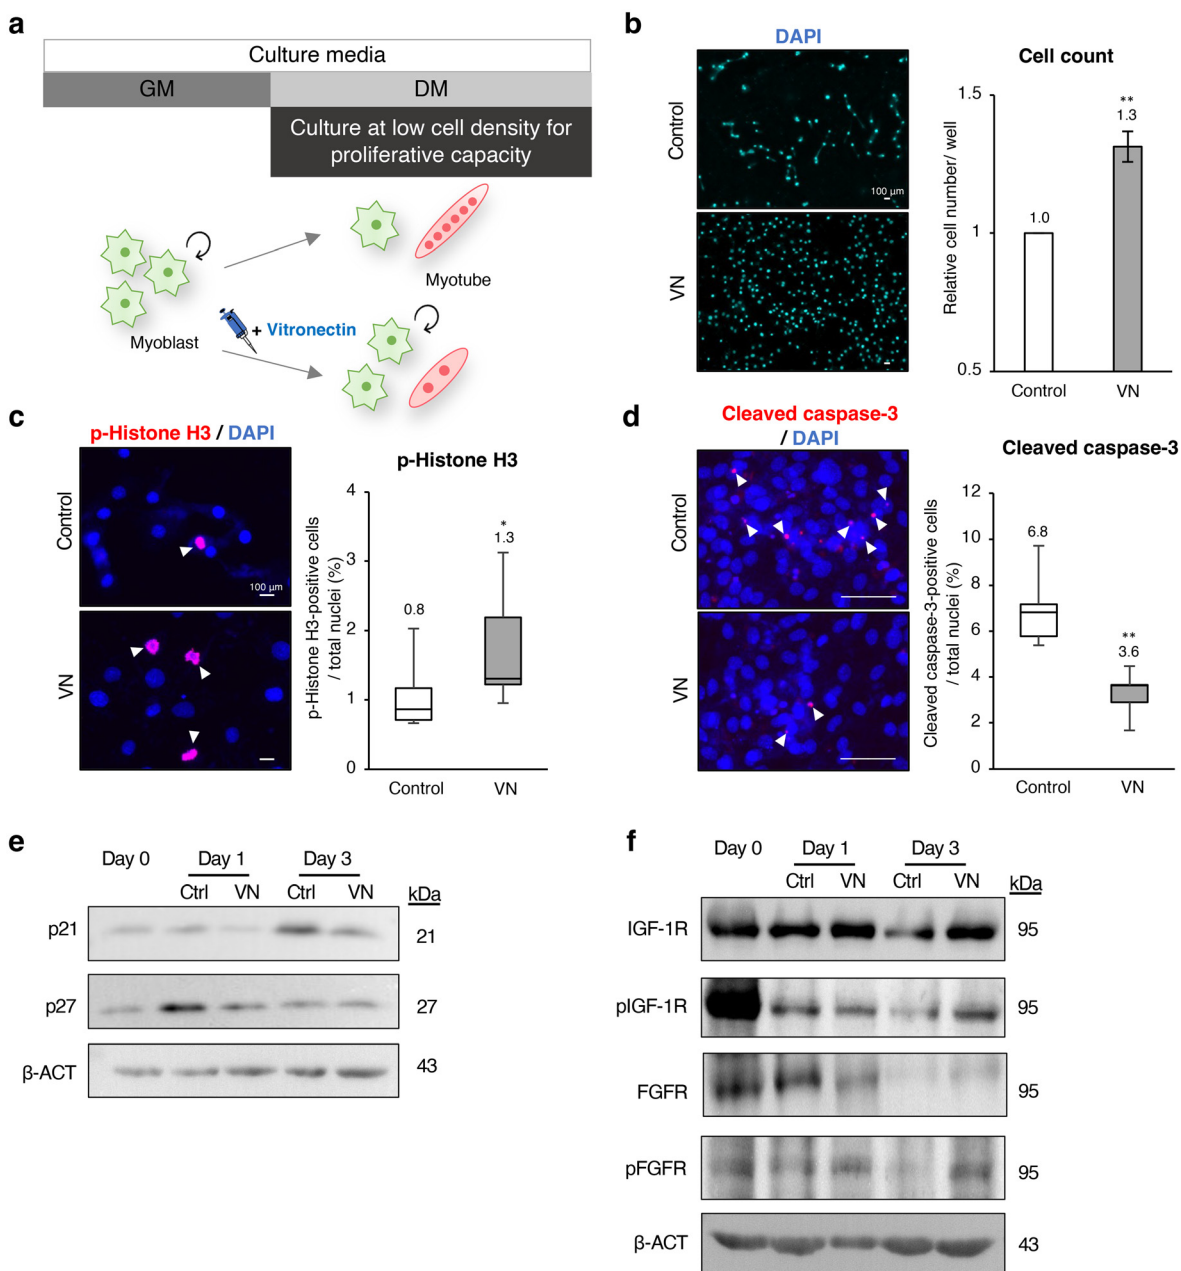 a
Culture media
GM
DM
Culture at low cell density for
proliferative capacity
Myoblast
+ Vitronectin
Myotube
b
DAPI
Control
VN
100 µm
Cell count
Relative cell number/ well
1.5
1
0.5
1.0
**
1.3
Control
VN
c
p-Histone H3 / DAPI
Control
VN
100 µm
p-Histone H3
p-Histone H3-positive cells
/ total nuclei (%)
4
3
2
1
0
0.8
*
1.3
Control
VN
d
Cleaved caspase-3
/ DAPI
Control
VN
Cleaved caspase-3
Cleaved caspase-3-positive cells
/ total nuclei (%)
12
10
8
6
4
2
0
6.8
**
3.6
Control
VN
e
Day 0
Day 1
Day 3
Ctrl
VN
Ctrl
VN
kDa
p21
21
p27
27
β-ACT
43
f
Day 0
Day 1
Day 3
Ctrl
VN
Ctrl
VN
kDa
IGF-1R
95
pIGF-1R
95
FGFR
95
pFGFR
95
β-ACT
43